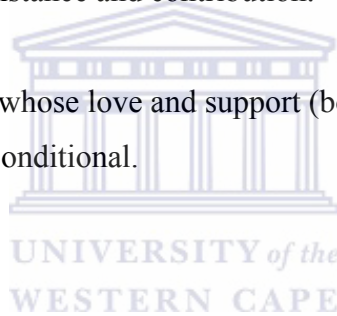 whose love and support (be
onditional.
UNIVERSITY of the
WESTERN CAPE